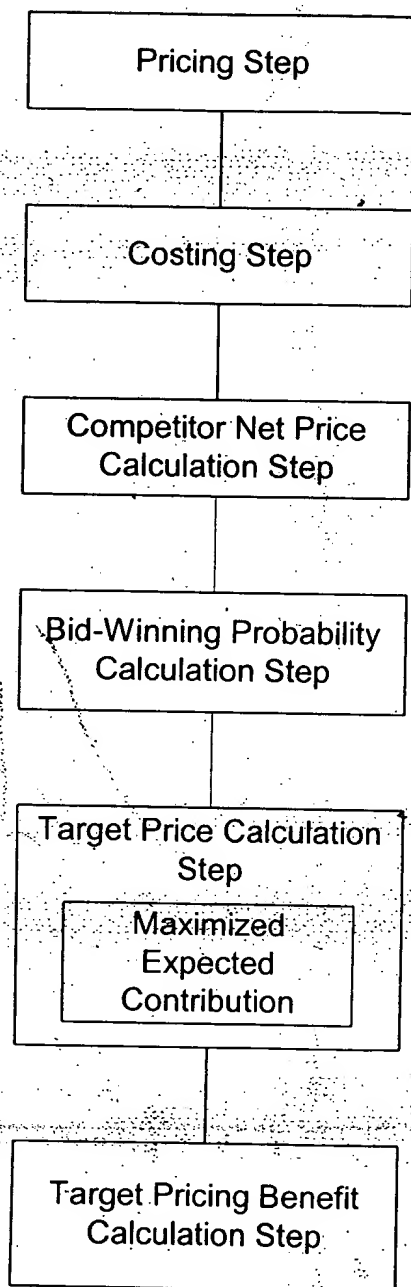 Pricing Step
Costing Step
Competitor Net Price
Calculation Step
Bid-Winning Probability
Calculation Step
Target Price Calculation
Step
Maximized
Expected
Contribution
Target Pricing Benefit
Calculation Step